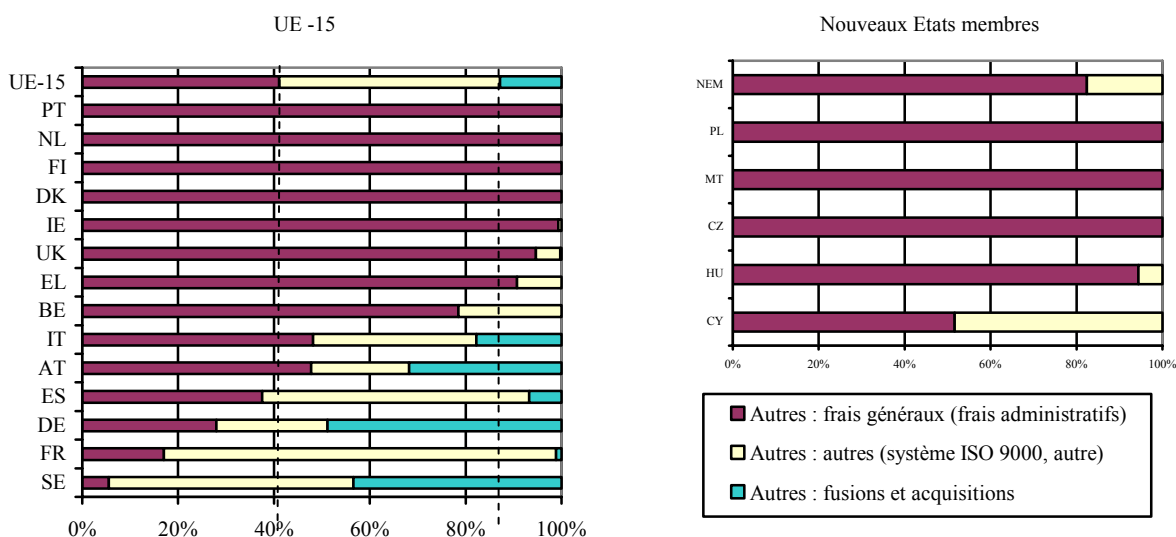 UE -15
UE-15
PT
NL
FI
DK
IE
UK
EL
BE
IT
AT
ES
DE
FR
SE
0% 20% 40% 60% 80% 100%
Nouveaux Etats membres
NEM
PL
MT
CZ
HU
CY
0% 20% 40% 60% 80% 100%
Autres : frais généraux (frais administratifs)
Autres : autres (système ISO 9000, autre)
Autres : fusions et acquisitions